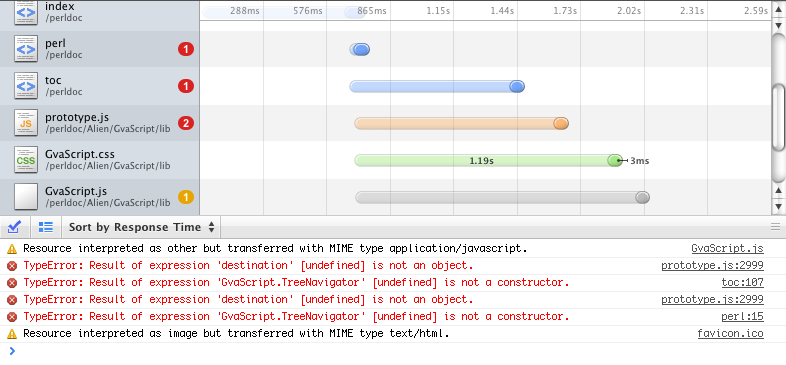 index
/perldoc
288ms 576ms 865ms 1.15s 1.44s 1.73s 2.02s 2.31s 2.59s
perl
/perldoc
1
toc
/perldoc
1
prototype.js
/perldoc/Alien/GvaScript/lib
2
JS
GvaScript.css
/perldoc/Alien/GvaScript/lib
CSS
1.19s
3ms
GvaScript.js
/perldoc/Alien/GvaScript/lib
1
Sort by Response Time
Resource interpreted as other but transferred with MIME type application/javascript. GvaScript.js
TypeError: Result of expression 'destination' [undefined] is not an object. prototype.js:2999
TypeError: Result of expression 'GvaScript.TreeNavigator' [undefined] is not a constructor. toc:107
TypeError: Result of expression 'destination' [undefined] is not an object. prototype.js:2999
TypeError: Result of expression 'GvaScript.TreeNavigator' [undefined] is not a constructor. perl:15
Resource interpreted as image but transferred with MIME type text/html. favicon.ico